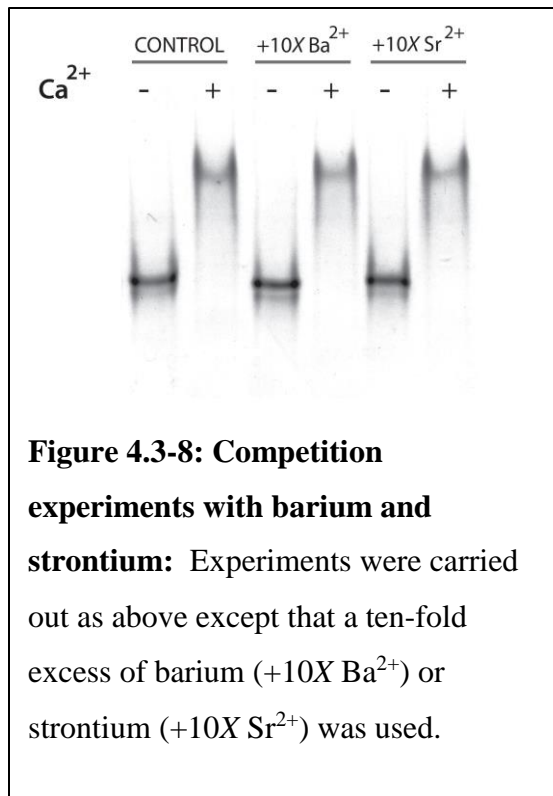 CONTROL +10X Ba2+ +10X Sr2+
Ca2+ - + - + - +
Figure 4.3-8: Competition
experiments with barium and
strontium: Experiments were carried
out as above except that a ten-fold
excess of barium (+10X Ba2+) or
strontium (+10X Sr2+) was used.